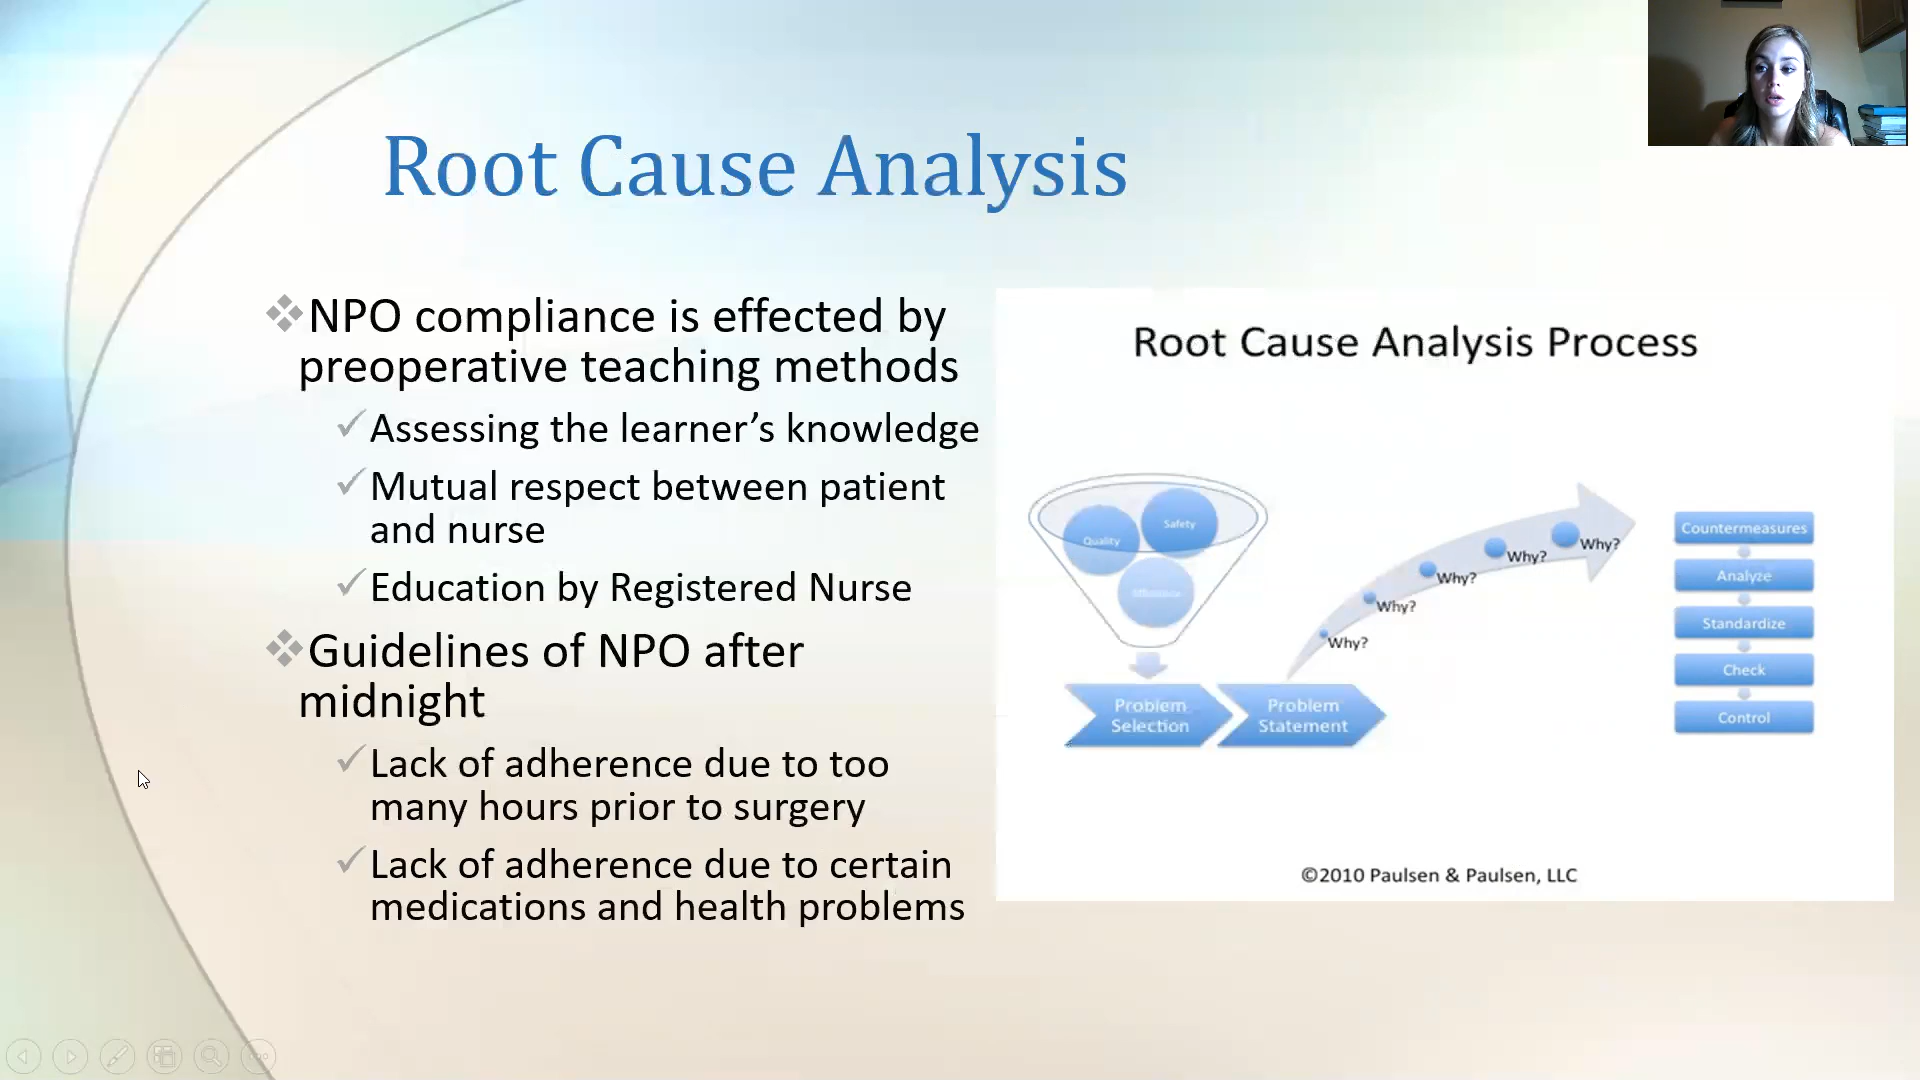 Root Cause Analysis
NPO compliance is effected by
preoperative teaching methods
Assessing the learner’s knowledge
Mutual respect between patient
and nurse
Education by Registered Nurse
Guidelines of NPO after
midnight
Lack of adherence due to too
many hours prior to surgery
Lack of adherence due to certain
medications and health problems
Root Cause Analysis Process
Quality
Safety
Problem
Selection
Problem
Statement
Why?
Why?
Why?
Why?
Why?
Countermeasures
Analyze
Standardize
Check
Control
©2010 Paulsen & Paulsen, LLC